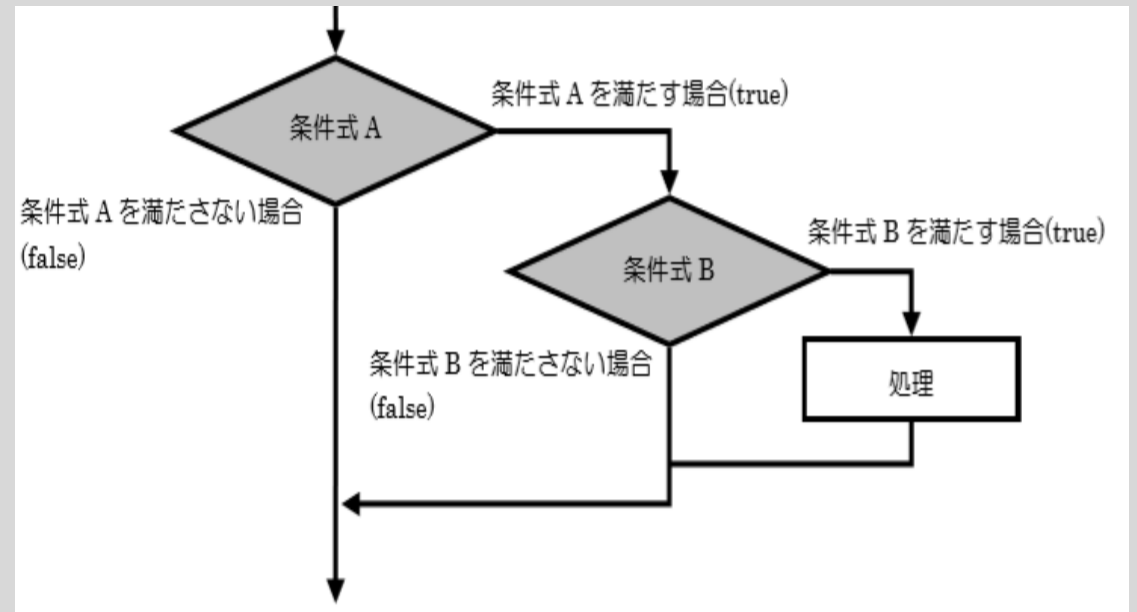 条件式 A を満たす場合(true)
条件式 A
条件式 A を満たさない場合
(false)
条件式 B を満たす場合(true)
条件式 B
条件式 B を満たさない場合
(false)
処理